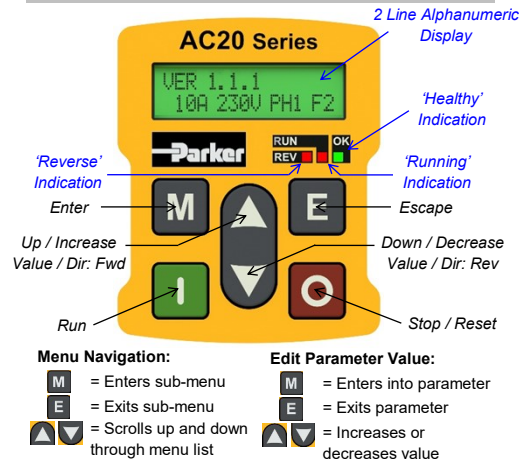 2 Line Alphanumeric
Display
AC20 Series
VER 1.1.1
10A 230V PH1 F2
'Healthy'
Indication
Parker
RUN
OK
REV
'Reverse'
Indication
'Running'
Indication
M
E
Enter
Escape
Up / Increase
Value / Dir: Fwd
Down / Decrease
Value / Dir: Rev
I
O
Run
Stop / Reset
Menu Navigation:
M = Enters sub-menu
E = Exits sub-menu
= Scrolls up and down
through menu list
Edit Parameter Value:
M = Enters into parameter
E = Exits parameter
= Increases or
decreases value